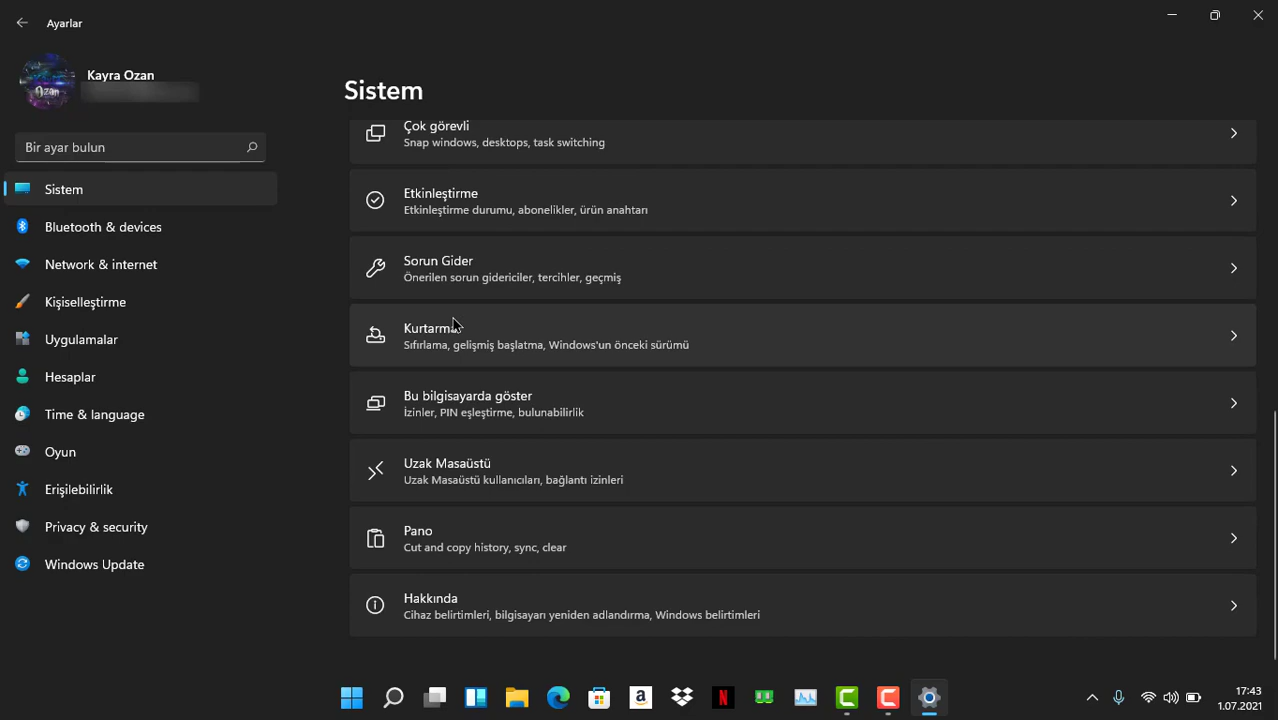 Ayarlar
Kayra Ozan
Ozan
Bir ayar bulun
Sistem
Bluetooth & devices
Network & internet
Kişiselleştirme
Uygulamalar
Hesaplar
Time & language
Oyun
Erişilebilirlik
Privacy & security
Windows Update
Sistem
Çok görevli
Snap windows, desktops, task switching
Etkinleştirme
Etkinleştirme durumu, abonelikler, ürün anahtarı
Sorun Gider
Önerilen sorun gidericiler, tercihler, geçmiş
Kurtarma
Sıfırlama, gelişmiş başlatma, Windows'un önceki sürümü
Bu bilgisayarda göster
İzinler, PIN eşleştirme, bulunabilirlik
Uzak Masaüstü
Uzak Masaüstü kullanıcıları, bağlantı izinleri
Pano
Cut and copy history, sync, clear
Hakkında
Cihaz belirtimleri, bilgisayarı yeniden adlandırma, Windows belirtimleri
17:43
1.07.2021